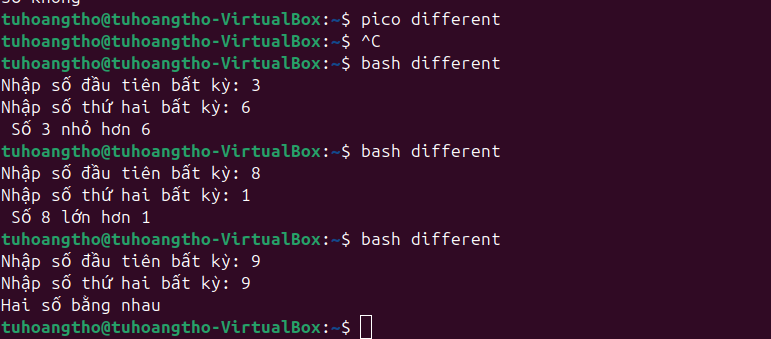 Số không
tuhoangtho@tuhoangtho-VirtualBox:~$ pico different
tuhoangtho@tuhoangtho-VirtualBox:~$ ^C
tuhoangtho@tuhoangtho-VirtualBox:~$ bash different
Nhập số đầu tiên bất kỳ: 3
Nhập số thứ hai bất kỳ: 6
 Số 3 nhỏ hơn 6
tuhoangtho@tuhoangtho-VirtualBox:~$ bash different
Nhập số đầu tiên bất kỳ: 8
Nhập số thứ hai bất kỳ: 1
 Số 8 lớn hơn 1
tuhoangtho@tuhoangtho-VirtualBox:~$ bash different
Nhập số đầu tiên bất kỳ: 9
Nhập số thứ hai bất kỳ: 9
Hai số bằng nhau
tuhoangtho@tuhoangtho-VirtualBox:~$